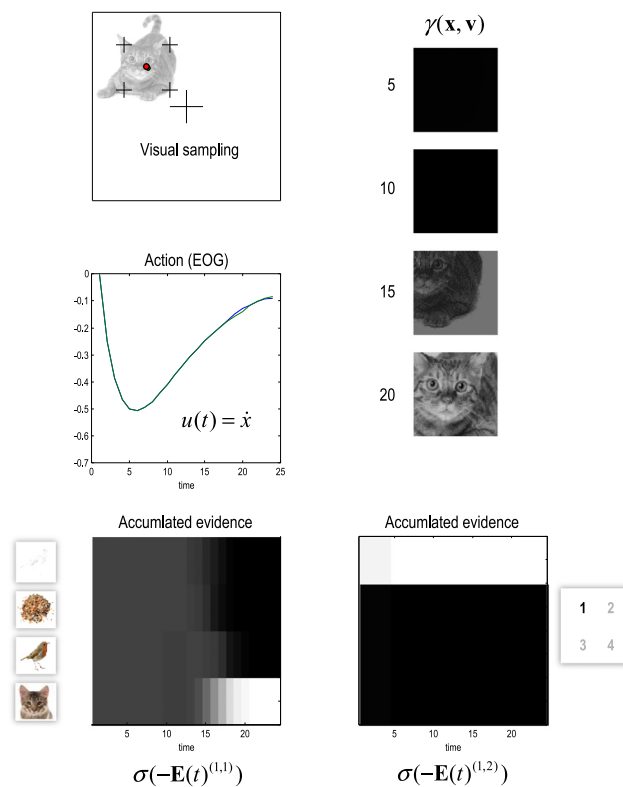 γ(x, v)
5
10
15
20
Visual sampling
Action (EOG)
0
-0.1
-0.2
-0.3
-0.4
-0.5
-0.6
-0.7
u(t) = ẋ
0 5 10 15 20 25
time
Accumlated evidence
Accumlated evidence
1 2
3 4
5 10 15 20
time
5 10 15 20
time
σ(−E(t)^(1,1))
σ(−E(t)^(1,2))